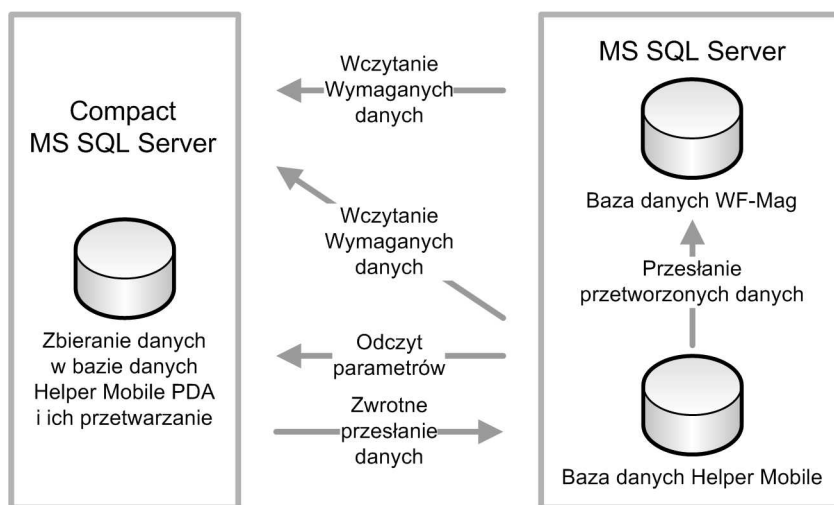 Compact
MS SQL Server
Zbieranie danych
w bazie danych
Helper Mobile PDA
i ich przetwarzanie
Wczytanie
Wymaganych
danych
Wczytanie
Wymaganych
danych
Odczyt
parametrów
Zwrotne
przesłanie
danych
MS SQL Server
Baza danych WF-Mag
Przesłanie
przetworzonych danych
Baza danych Helper Mobile